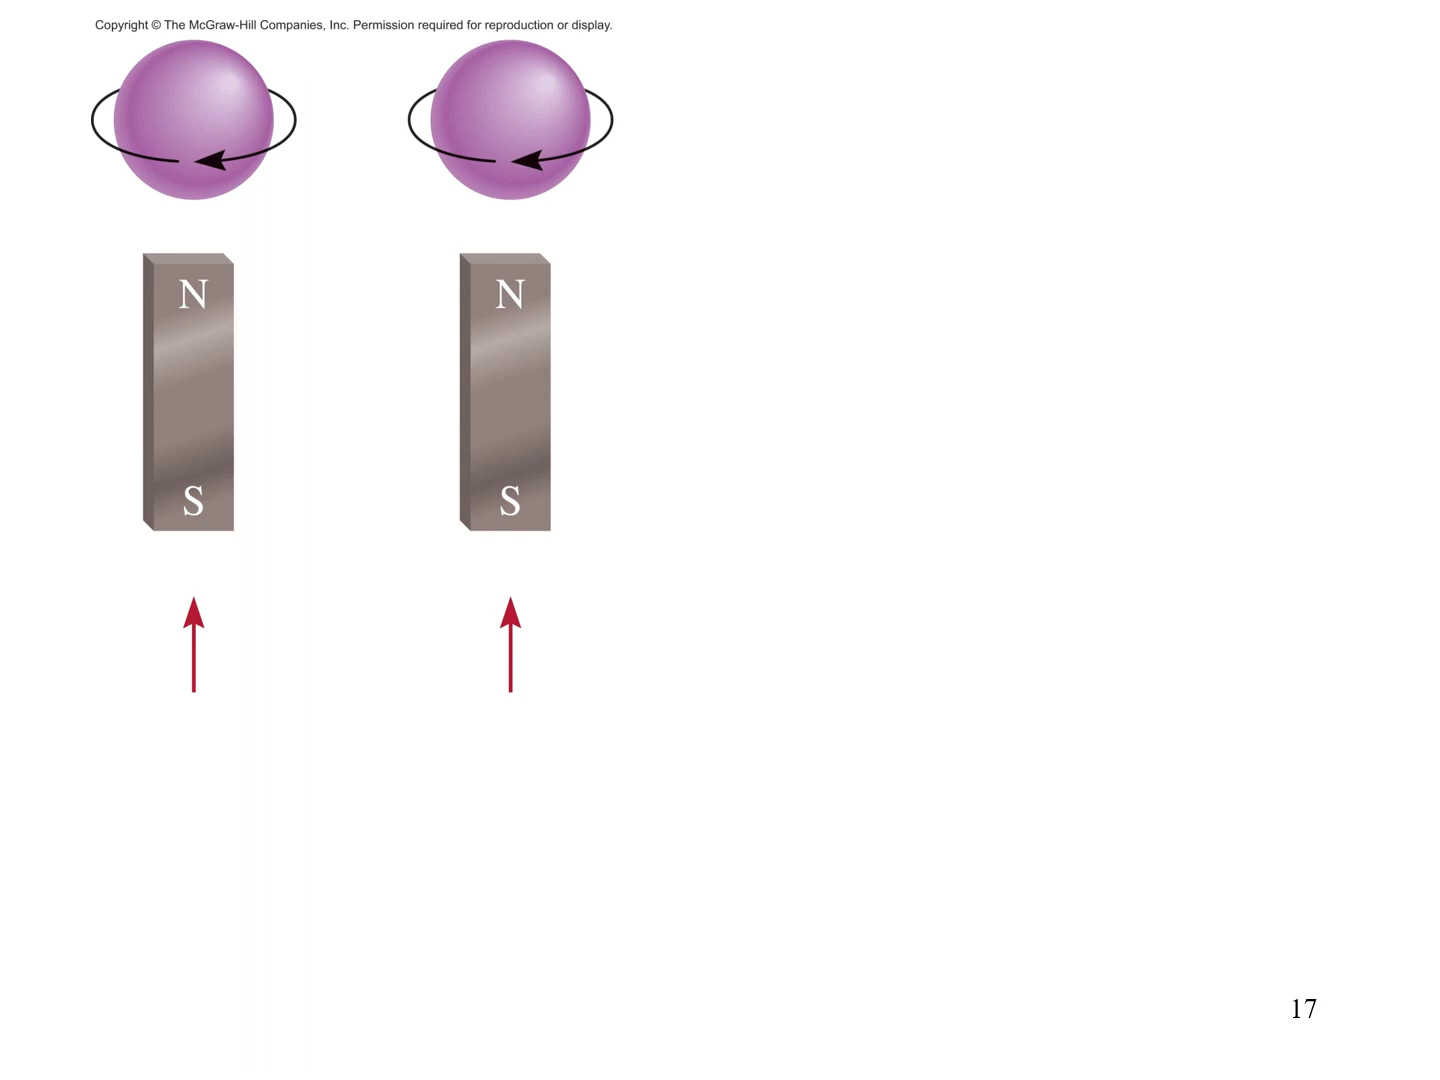 Copyright © The McGraw-Hill Companies, Inc. Permission required for reproduction or display.
N
N
S
S
17